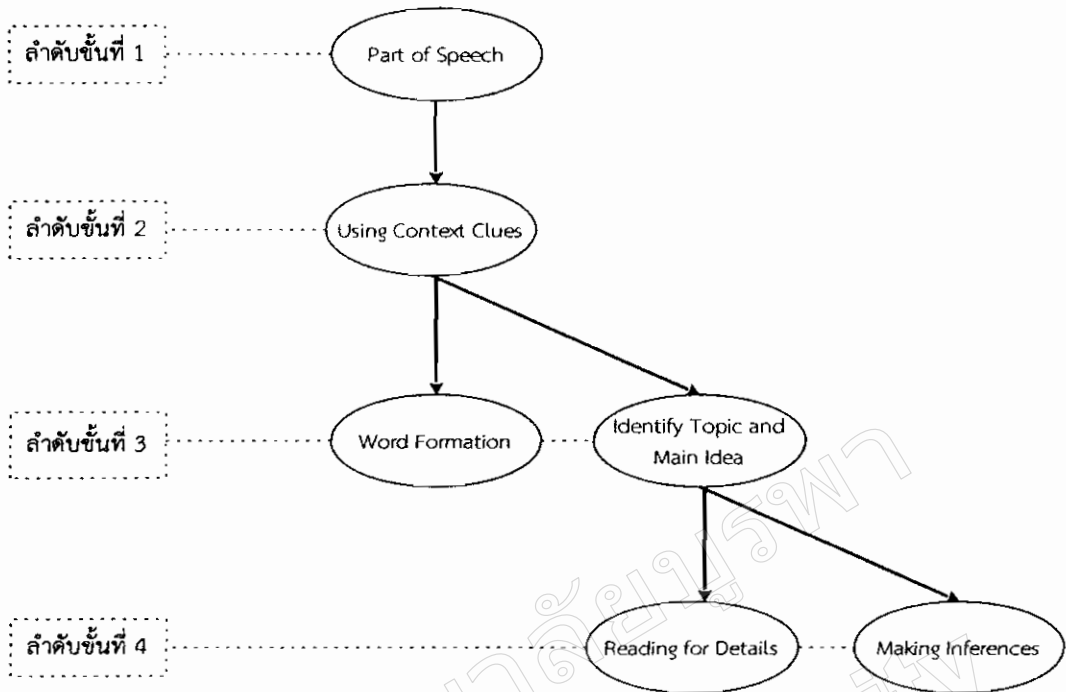 ลำดับขั้นที่ 1
Part of Speech
ลำดับขั้นที่ 2
Using Context Clues
ลำดับขั้นที่ 3
Word Formation
Identify Topic and
Main Idea
ลำดับขั้นที่ 4
Reading for Details
Making Inferences